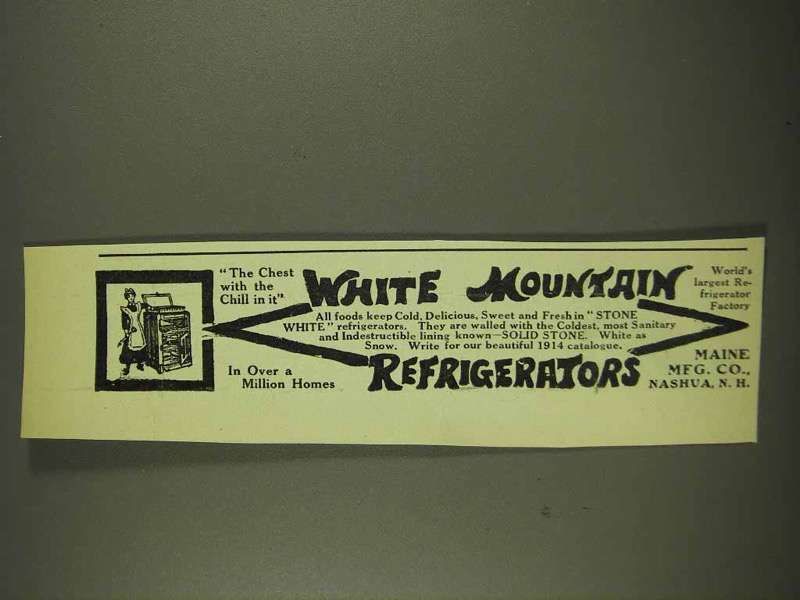 "The Chest
with the
Chill in it"
In Over a
Million Homes
WHITE MOUNTAIN
All foods keep Cold, Delicious, Sweet and Fresh in "STONE
WHITE" refrigerators. They are walled with the Coldest, most Sanitary
and Indestructible lining known—SOLID STONE. White as
Snow. Write for our beautiful 1914 catalogue.
REFRIGERATORS
World's
largest Re-
frigerator
Factory
MAINE
MFG. CO.,
NASHUA, N. H.